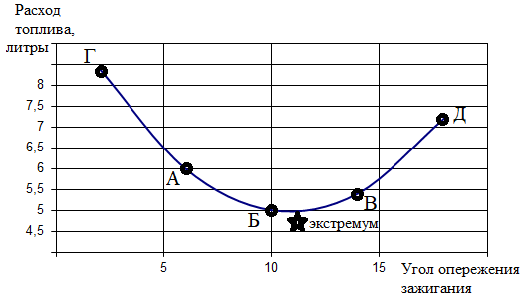 Расход
топлива,
литры
Г
8
7,5
Д
7
6,5
6
А
5,5
В
5
Б
экстремум
4,5
5
10
15
Угол опережения
зажигания